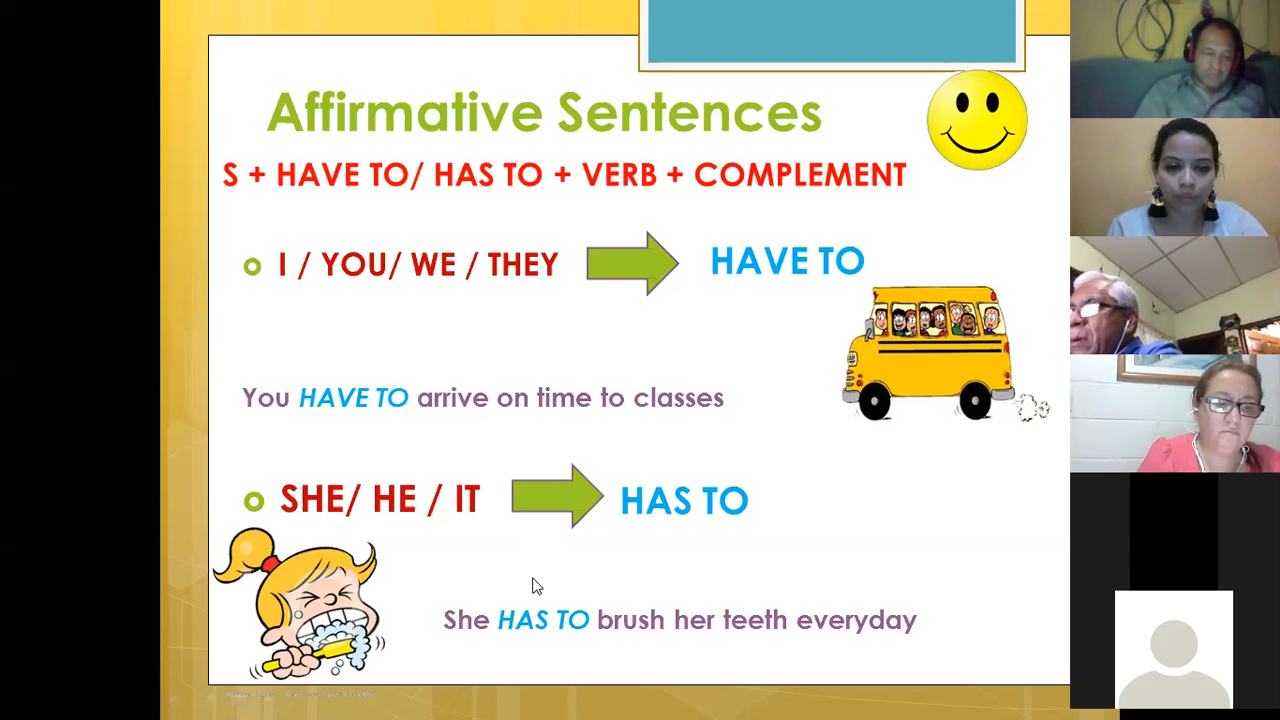 Affirmative Sentences
S + HAVE TO/ HAS TO + VERB + COMPLEMENT
I / YOU/ WE / THEY
HAVE TO
You HAVE TO arrive on time to classes
SHE/ HE / IT
HAS TO
She HAS TO brush her teeth everyday